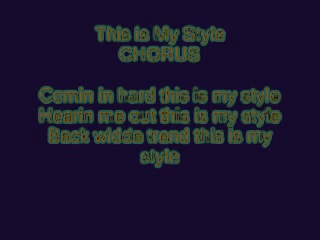 This Is My Style
CHORUS
Comin in hard this is my style
Hearin me out this is my style
Back widda trend this is my
style